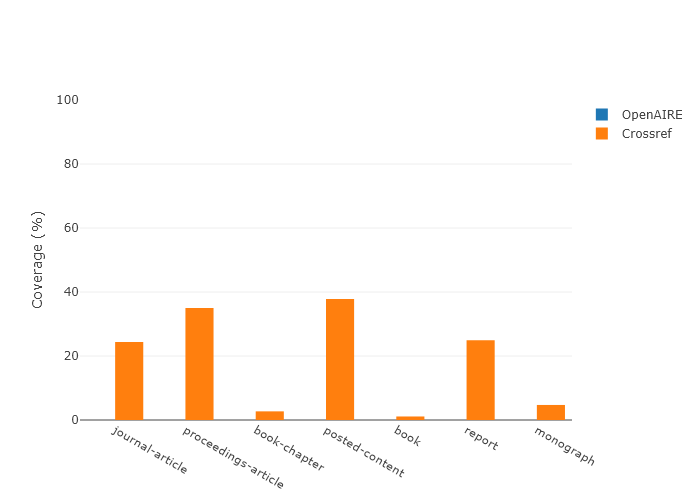 100
80
60
40
20
0
Coverage (%)
journal-article
proceedings-article
book-chapter
posted-content
book
report
monograph
OpenAIRE
Crossref